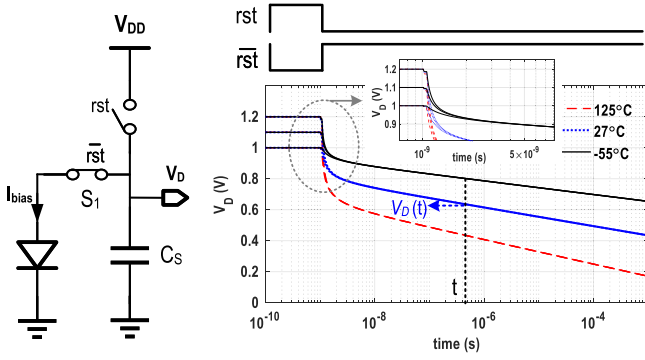 V_DD
rst
r̅s̅t̅
S_1
V_D
I_bias
C_S
rst
r̅s̅t̅
V_D (V)
1.2
1.1
1
0.9
10^-9
5×10^-9
time (s)
125°C
27°C
-55°C
V_D (V)
1.2
1
0.8
0.6
0.4
0.2
0
V_D(t)
t
10^-10
10^-8
10^-6
10^-4
time (s)